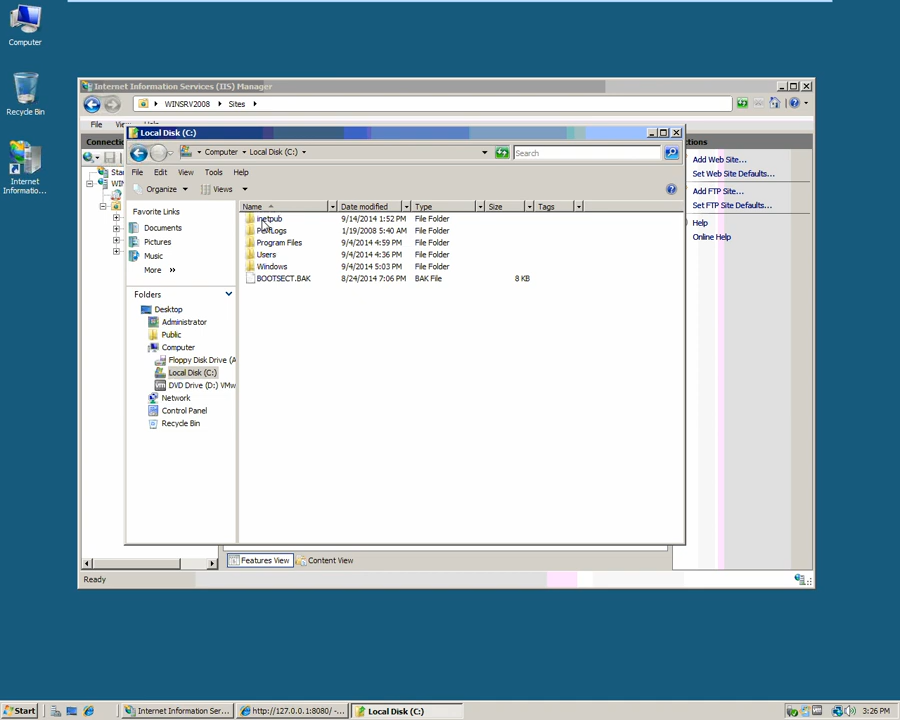 Computer
Recycle Bin
Internet
Informatio...
Internet Information Services (IIS) Manager
WINSRV2008
Sites
File
Local Disk (C:)
Computer
Local Disk (C:)
Search
File
Edit
View
Tools
Help
Organize
Views
Favorite Links
Documents
Pictures
Music
More
Folders
Desktop
Administrator
Public
Computer
Floppy Disk Drive (A
Local Disk (C:)
DVD Drive (D:) VMw
Network
Control Panel
Recycle Bin
Name
Date modified
Type
Size
Tags
inetpub
9/14/2014 1:52 PM
File Folder
PerfLogs
1/19/2008 5:40 AM
File Folder
Program Files
9/4/2014 4:59 PM
File Folder
Users
9/4/2014 4:36 PM
File Folder
Windows
9/4/2014 5:03 PM
File Folder
BOOTSECT.BAK
8/24/2014 7:06 PM
BAK File
8 KB
Add Web Site...
Set Web Site Defaults...
Add FTP Site...
Set FTP Site Defaults...
Help
Online Help
Features View
Content View
Ready
Start
Internet Information Ser...
http://127.0.0.1:8080/ -...
Local Disk (C:)
3:26 PM